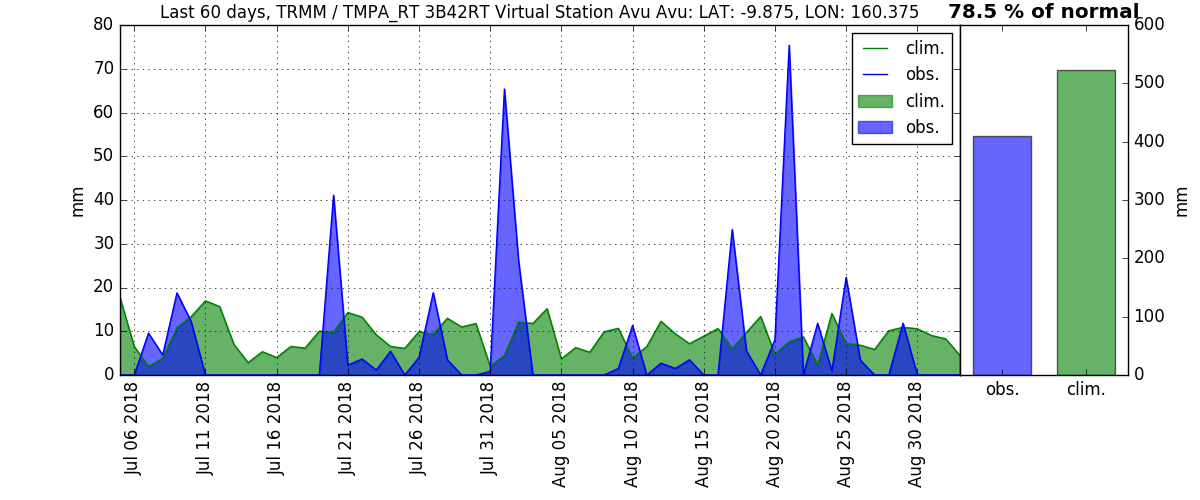 Last 60 days, TRMM / TMPA_RT 3B42RT Virtual Station Avu Avu: LAT: -9.875, LON: 160.375
78.5 % of normal
80
70
60
50
40
30
20
10
0
mm
clim.
obs.
clim.
obs.
Jul 06 2018
Jul 11 2018
Jul 16 2018
Jul 21 2018
Jul 26 2018
Jul 31 2018
Aug 05 2018
Aug 10 2018
Aug 15 2018
Aug 20 2018
Aug 25 2018
Aug 30 2018
600
500
400
300
200
100
0
mm
obs.
clim.